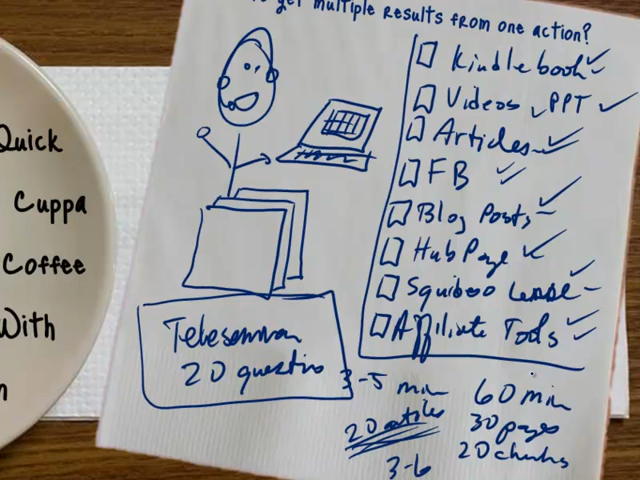 to get multiple results from one action?
Kindle book
Videos PPT
Articles
FB
Blog Posts
Hub Page
Squidoo Lense
Affiliate Tools
Quick
Cuppa
Coffee
With
Teleseminar
20 questions
3-5 min
20 articles
3-6
60 min
30 pages
20 chunks